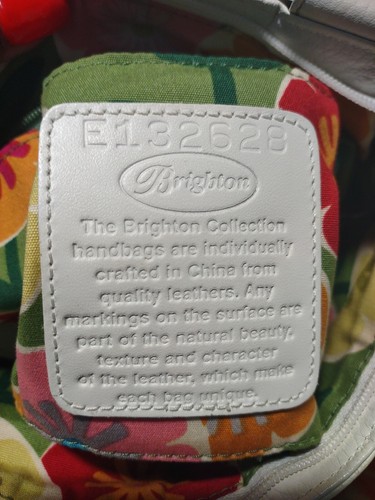 E132628
Brighton
The Brighton Collection
handbags are individually
crafted in China from
quality leathers. Any
markings on the surface are
part of the natural beauty,
texture and character
of the leather, which make
each bag unique.